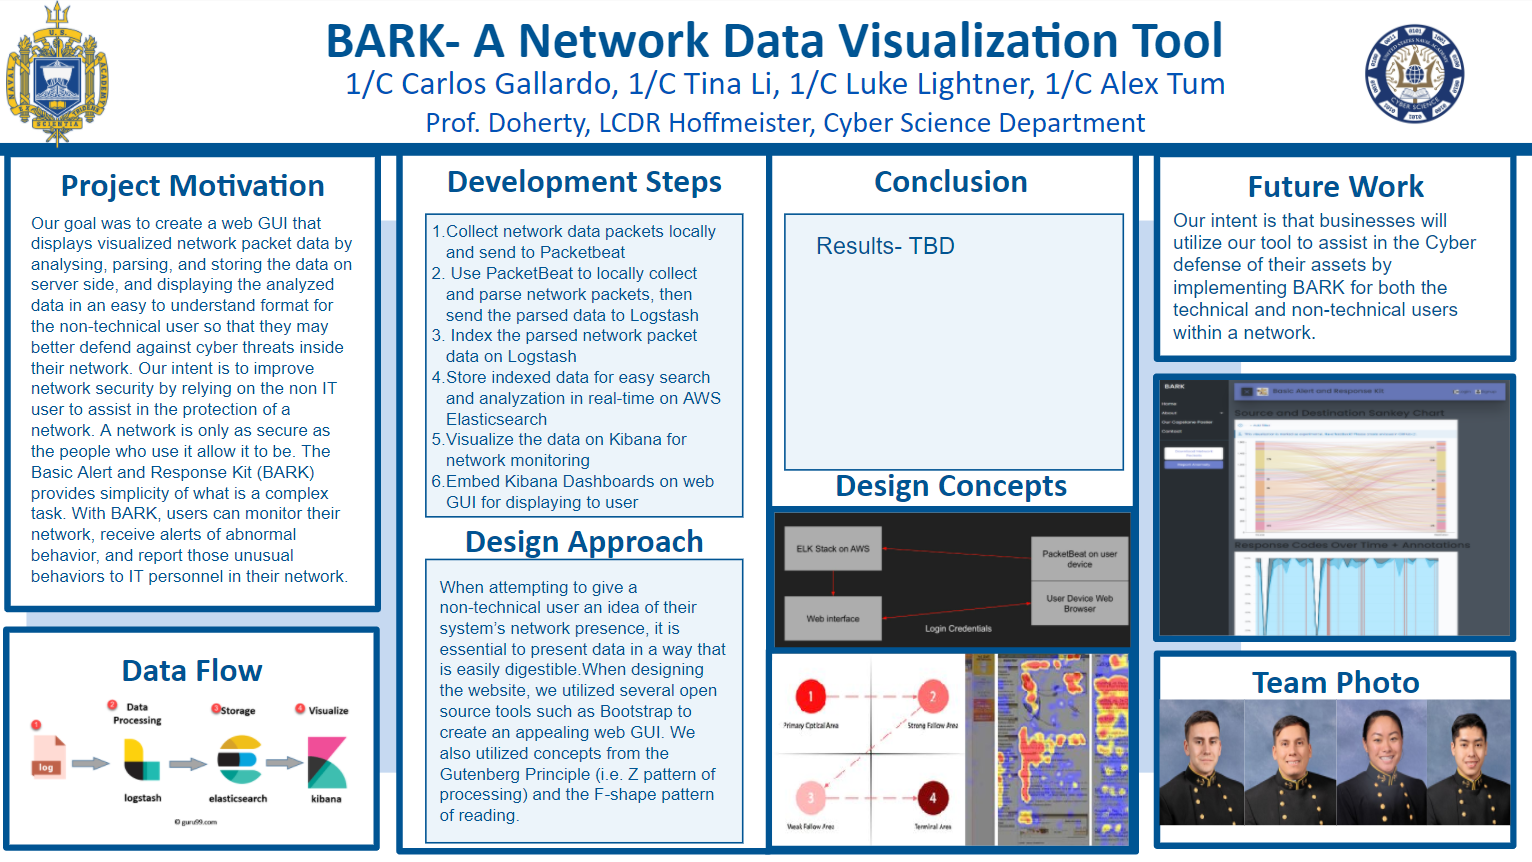 BARK- A Network Data Visualization Tool
1/C Carlos Gallardo, 1/C Tina Li, 1/C Luke Lightner, 1/C Alex Tum
Prof. Doherty, LCDR Hoffmeister, Cyber Science Department
Project Motivation
Our goal was to create a web GUI that
displays visualized network packet data by
analysing, parsing, and storing the data on
server side, and displaying the analyzed
data in an easy to understand format for
the non-technical user so that they may
better defend against cyber threats inside
their network. Our intent is to improve
network security by relying on the non IT
user to assist in the protection of a
network. A network is only as secure as
the people who use it allow it to be. The
Basic Alert and Response Kit (BARK)
provides simplicity of what is a complex
task. With BARK, users can monitor their
network, receive alerts of abnormal
behavior, and report those unusual
behaviors to IT personnel in their network.
Data Flow
1
2 Data
Processing
3 Storage
4 Visualize
log
logstash
elasticsearch
kibana
© guru99.com
Development Steps
1.Collect network data packets locally
and send to Packetbeat
2. Use PacketBeat to locally collect
and parse network packets, then
send the parsed data to Logstash
3. Index the parsed network packet
data on Logstash
4.Store indexed data for easy search
and analyzation in real-time on AWS
Elasticsearch
5.Visualize the data on Kibana for
network monitoring
6.Embed Kibana Dashboards on web
GUI for displaying to user
Design Approach
When attempting to give a
non-technical user an idea of their
system's network presence, it is
essential to present data in a way that
is easily digestible.When designing
the website, we utilized several open
source tools such as Bootstrap to
create an appealing web GUI. We
also utilized concepts from the
Gutenberg Principle (i.e. Z pattern of
processing) and the F-shape pattern
of reading.
Conclusion
Results- TBD
Design Concepts
ELK Stack on AWS
PacketBeat on user
device
User Device Web
Browser
Web interface
Login Credentials
1
Primary Optical Area
2
Strong Fallow Area
3
Weak Fallow Area
4
Terminal Area
Future Work
Our intent is that businesses will
utilize our tool to assist in the Cyber
defense of their assets by
implementing BARK for both the
technical and non-technical users
within a network.
BARK
Basic Alert and Response Kit
Home
About
Our Capstone Poster
Contact
Source and Destination Sankey Chart
Response Codes Over Time + Annotations
Team Photo